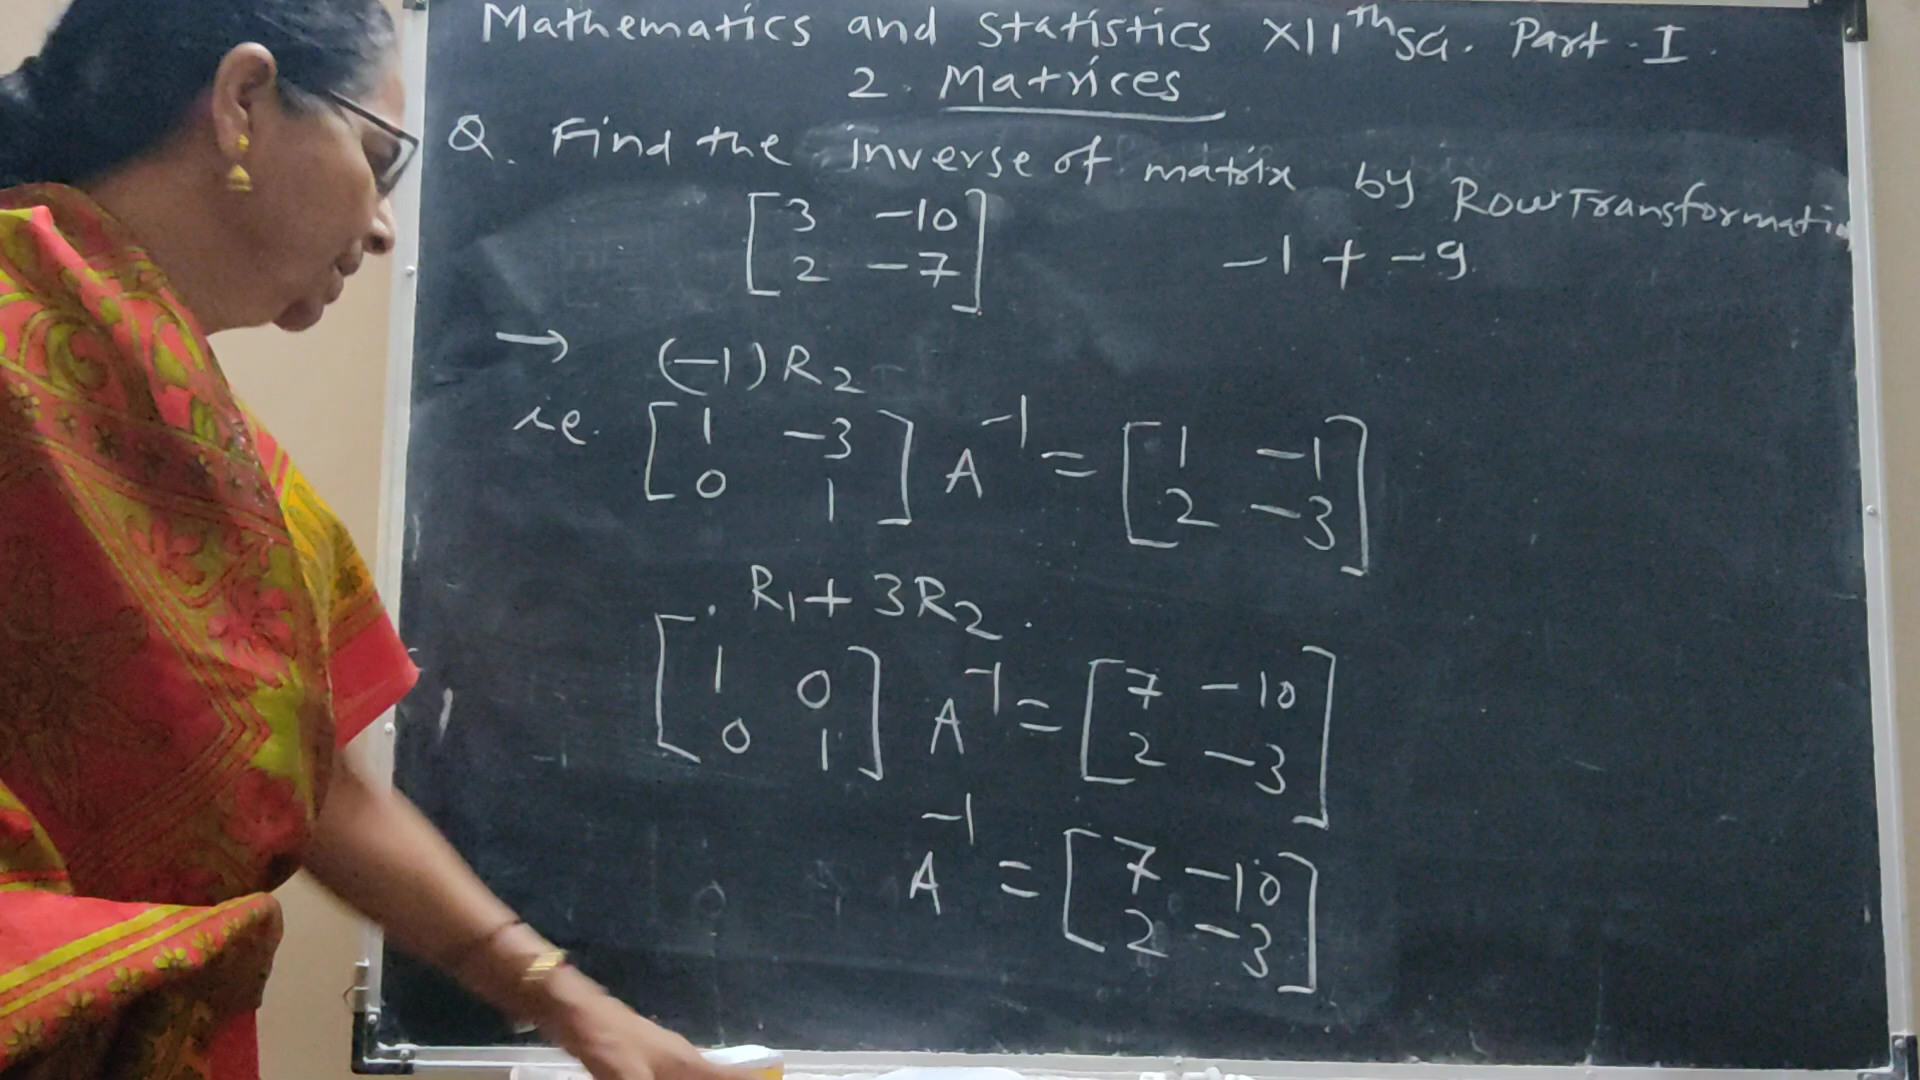 Mathematics and Statistics XIIth Sci. Part - I
2. Matrices
Q. Find the inverse of matrix by Row Transformatio
[ 3 -10
2 -7 ]
-1 + -9
→ (-1) R2
i.e. [ 1 -3
0 1 ] A^-1 = [ 1 -1
2 -3 ]
R1 + 3R2.
[ 1 0
0 1 ] A^-1 = [ 7 -10
2 -3 ]
A^-1 = [ 7 -10
2 -3 ]